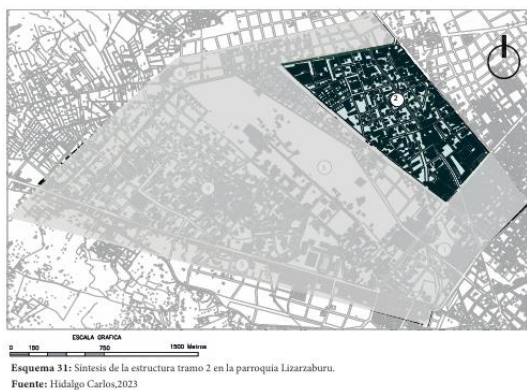 2
ESCALA GRAFICA
0 150 750 1500 Metros
Esquema 31: Síntesis de la estructura tramo 2 en la parroquia Lizarzaburu.
Fuente: Hidalgo Carlos,2023